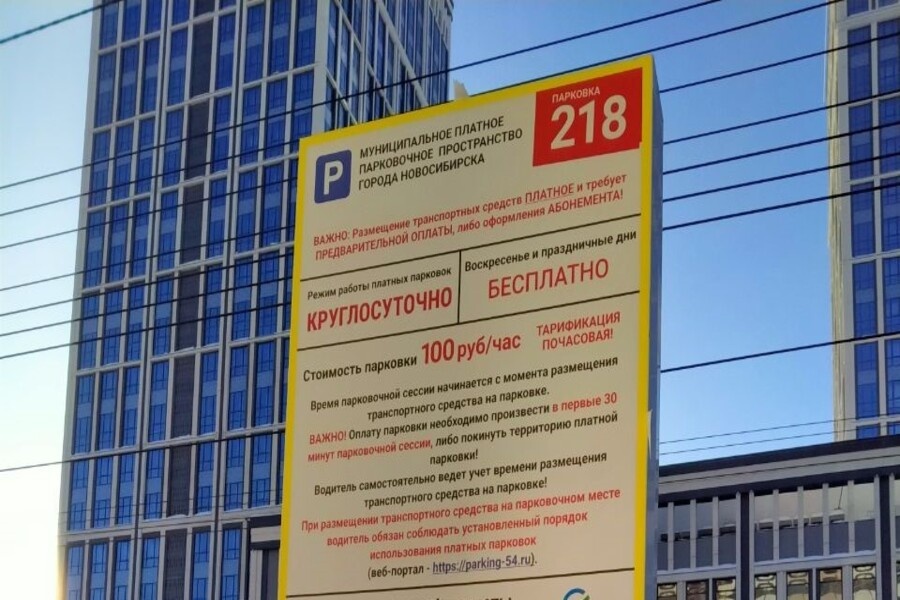 МУНИЦИПАЛЬНОЕ ПЛАТНОЕ
ПАРКОВОЧНОЕ ПРОСТРАНСТВО
ГОРОДА НОВОСИБИРСКА
P
ПАРКОВКА
218
ВАЖНО: Размещение транспортных средств ПЛАТНОЕ и требует
ПРЕДВАРИТЕЛЬНОЙ ОПЛАТЫ, либо оформления АБОНЕМЕНТА!
Режим работы платных парковок
КРУГЛОСУТОЧНО
Воскресенье и праздничные дни
БЕСПЛАТНО
Стоимость парковки 100 руб/час
ТАРИФИКАЦИЯ
ПОЧАСОВАЯ!
Время парковочной сессии начинается с момента размещения
транспортного средства на парковке.
ВАЖНО! Оплату парковки необходимо произвести в первые 30
минут парковочной сессии, либо покинуть территорию платной
парковки!
Водитель самостоятельно ведет учет времени размещения
транспортного средства на парковке!
При размещении транспортного средства на парковочном месте
водитель обязан соблюдать установленный порядок
использования платных парковок
(веб-портал - https://parking-54.ru).